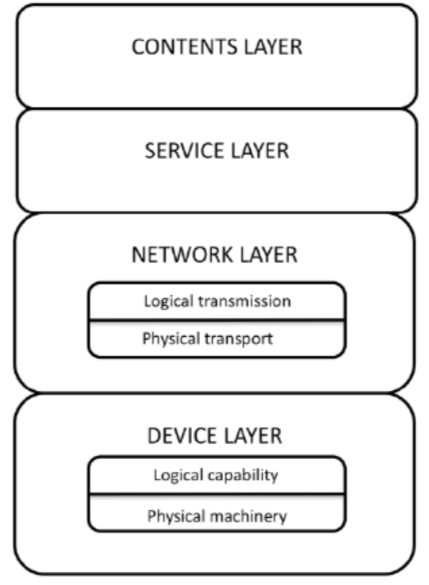 CONTENTS LAYER
SERVICE LAYER
NETWORK LAYER
Logical transmission
Physical transport
DEVICE LAYER
Logical capability
Physical machinery